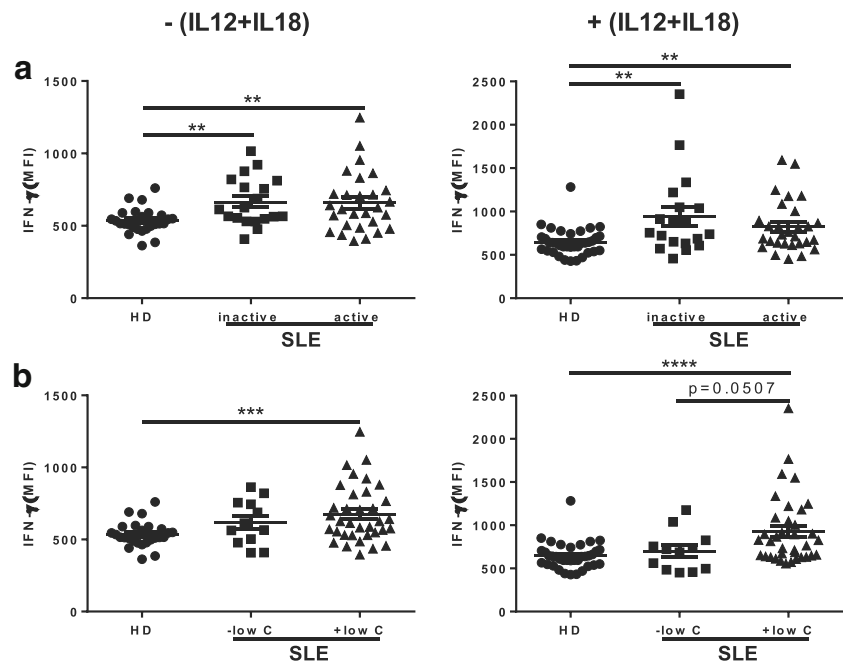 - (IL12+IL18)
+ (IL12+IL18)
a
1500
1000
500
0
IFN-γ(MFI)
**
**
HD
inactive
active
SLE
2500
2000
1500
1000
500
0
IFN-γ(MFI)
**
**
HD
inactive
active
SLE
b
1500
1000
500
0
IFN-γ(MFI)
***
HD
-low C
+low C
SLE
2500
2000
1500
1000
500
0
IFN-γ(MFI)
****
p=0.0507
HD
-low C
+low C
SLE